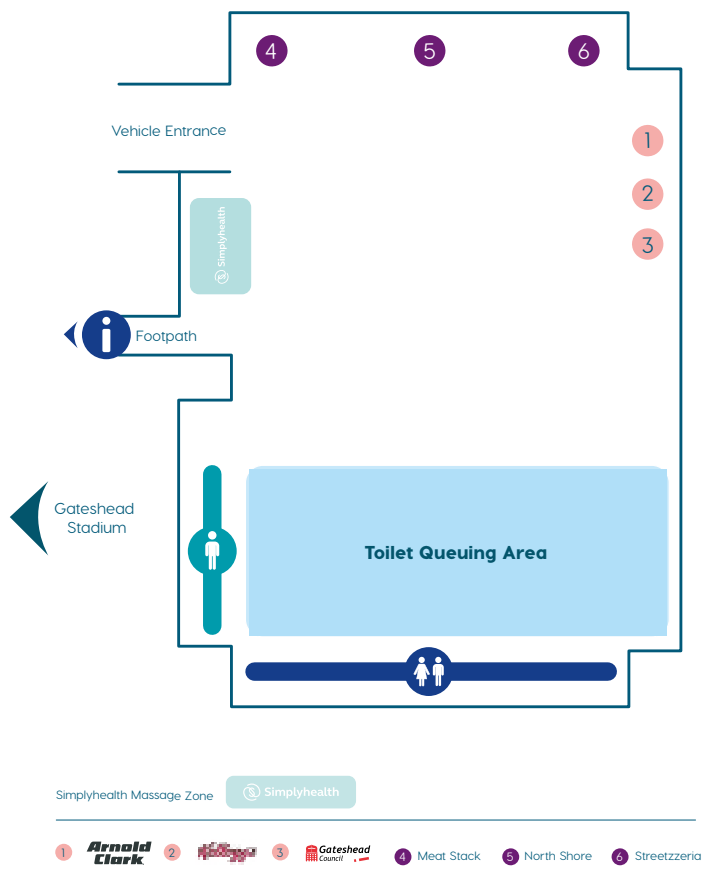 4
5
6
Vehicle Entrance
1
2
3
Simplyhealth
i
Footpath
Gateshead
Stadium
Toilet Queuing Area
Simplyhealth Massage Zone
Simplyhealth
1
Arnold
Clark
2
3
Gateshead
Council
4
Meat Stack
5
North Shore
6
Streetzzeria